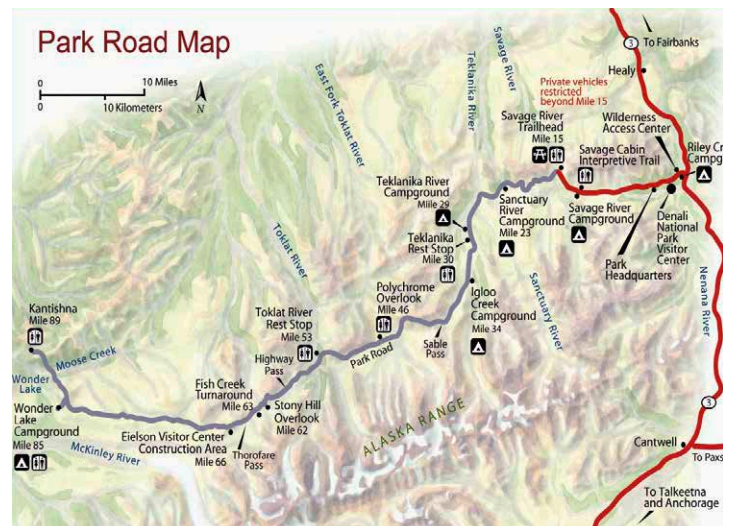 Park Road Map
10 Miles
0
0
10 Kilometers
N
3
To Fairbanks
Healy
Savage River
Teklanika River
East Fork Toklat River
Private vehicles
restricted
beyond Mile 15
Wilderness
Access Center
Savage River
Trailhead
Mile 15
Savage Cabin
Interpretive Trail
Riley Cr
Campg
Teklanika River
Campground
Miile 29
Sanctuary
River
Campground
Mile 23
Savage River
Campground
Denali
National
Park
Visitor
Center
Park
Headquarters
Teklanika
Rest Stop
Mile 30
Toklat River
Sanctuary River
Nenana River
Polychrome
Overlook
Mile 46
Igloo
Creek
Campground
Mile 34
Kantishna
Mile 89
Toklat River
Rest Stop
Mile 53
Sable
Pass
Park Road
Moose Creek
Highway
Pass
Wonder
Lake
Fish Creek
Turnaround
Mile 63
Stony Hill
Overlook
Mile 62
ALASKA RANGE
3
Wonder
Lake
Campground
Mile 85
McKinley River
Eielson Visitor Center
Construction Area
Mile 66
Thorofare
Pass
Cantwell
To Paxs
To Talkeetna
and Anchorage